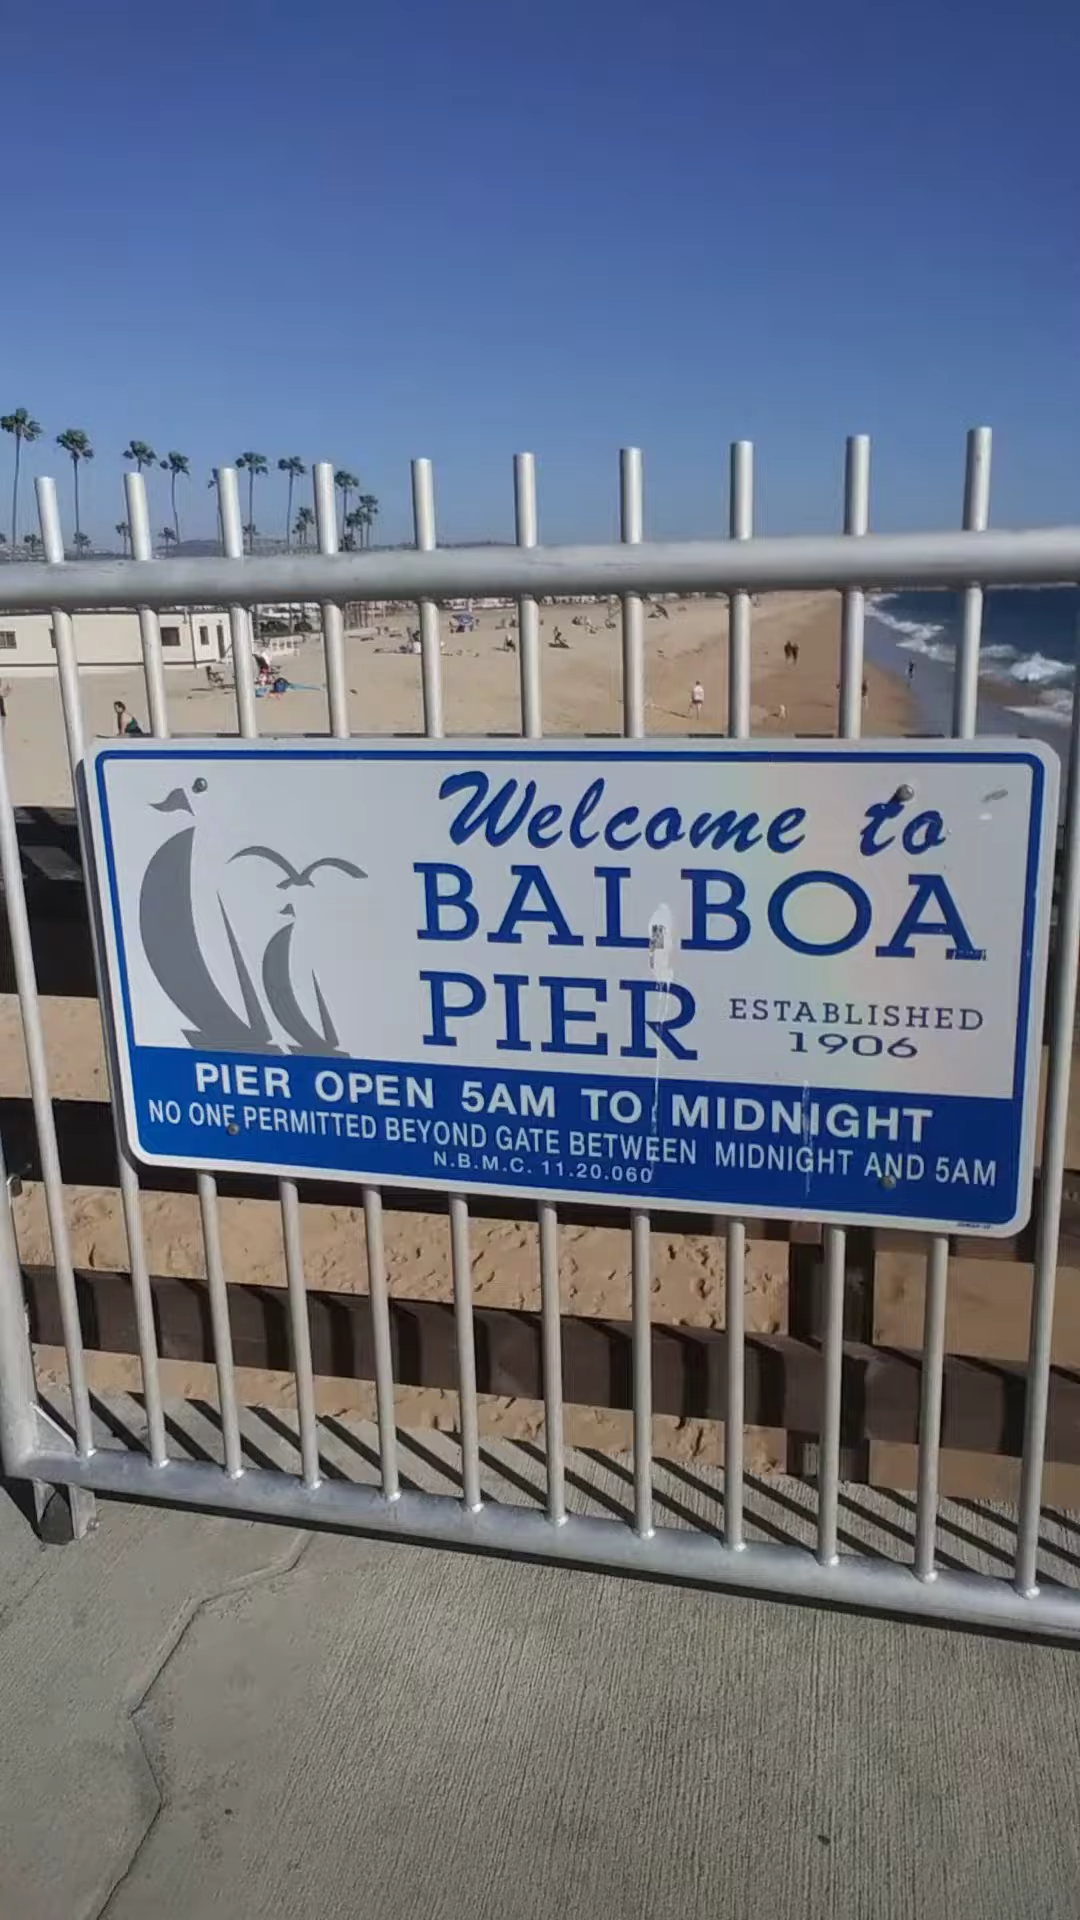 Welcome to
BALBOA
PIER
ESTABLISHED
1906
PIER OPEN 5AM TO MIDNIGHT
NO ONE PERMITTED BEYOND GATE BETWEEN MIDNIGHT AND 5AM
N.B.M.C. 11.20.060